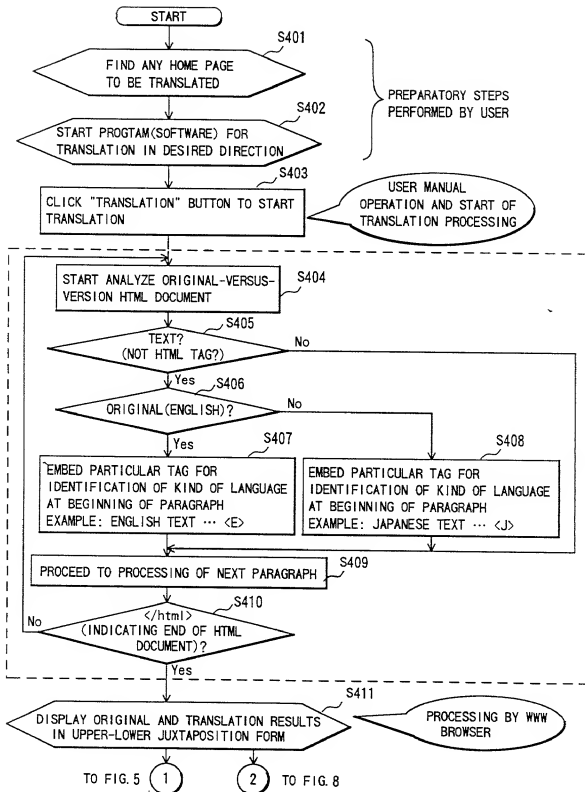 START
S401
FIND ANY HOME PAGE
TO BE TRANSLATED
S402
START PROGTAM(SOFTWARE) FOR
TRANSLATION IN DESIRED DIRECTION
PREPARATORY STEPS
PERFORMED BY USER
S403
CLICK "TRANSLATION" BUTTON TO START
TRANSLATION
USER MANUAL
OPERATION AND START OF
TRANSLATION PROCESSING
START ANALYZE ORIGINAL-VERSUS-
VERSION HTML DOCUMENT
S404
S405
TEXT?
(NOT HTML TAG?)
No
Yes
S406
ORIGINAL(ENGLISH)?
No
Yes
S407
EMBED PARTICULAR TAG FOR
IDENTIFICATION OF KIND OF LANGUAGE
AT BEGINNING OF PARAGRAPH
EXAMPLE: ENGLISH TEXT ··· <E>
S408
EMBED PARTICULAR TAG FOR
IDENTIFICATION OF KIND OF LANGUAGE
AT BEGINNING OF PARAGRAPH
EXAMPLE: JAPANESE TEXT ··· <J>
PROCEED TO PROCESSING OF NEXT PARAGRAPH
S409
S410
</html>
(INDICATING END OF HTML
DOCUMENT)?
No
Yes
S411
DISPLAY ORIGINAL AND TRANSLATION RESULTS
IN UPPER-LOWER JUXTAPOSITION FORM
PROCESSING BY WWW
BROWSER
TO FIG. 5 1
2 TO FIG. 8